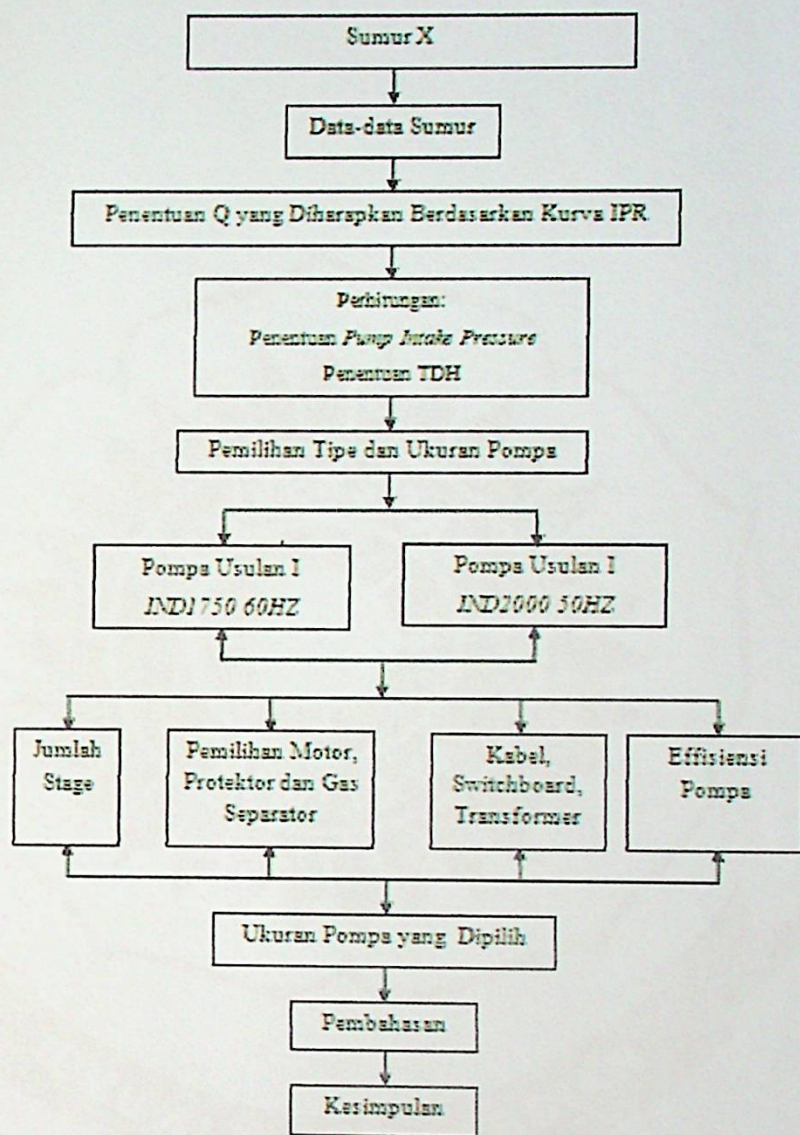 Sumur X
Data-data Sumur
Penentuan Q yang Diharapkan Berdasarkan Kurva IPR
Perhitungan:
Penentuan Pump Intake Pressure
Penentuan TDH
Pemilihan Tipe dan Ukuran Pompa
Pompa Usulan I
IND1750 60HZ
Pompa Usulan I
IND2000 50HZ
Jumlah
Stage
Pemilihan Motor,
Protektor dan Gas
Separator
Kabel,
Switchboard,
Transformer
Effisiensi
Pompa
Ukuran Pompa yang Dipilih
Pembahasan
Kesimpulan